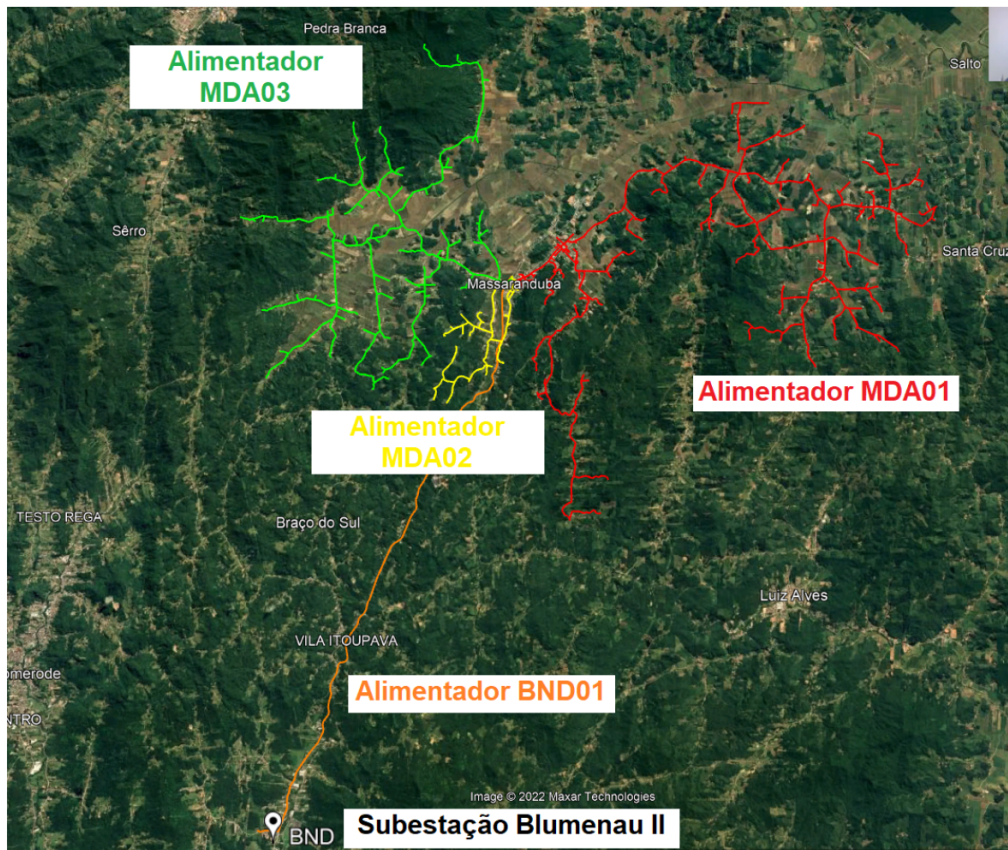 Pedra Branca
Alimentador
MDA03
Salto
Sêrro
Santa Cruz
Massaranduba
Alimentador MDA01
Alimentador
MDA02
TESTO REGA
Braço do Sul
Luiz Alves
VILA ITOUPAVA
omerode
Alimentador BND01
NTRO
Image © 2022 Maxar Technologies
BND
Subestação Blumenau II